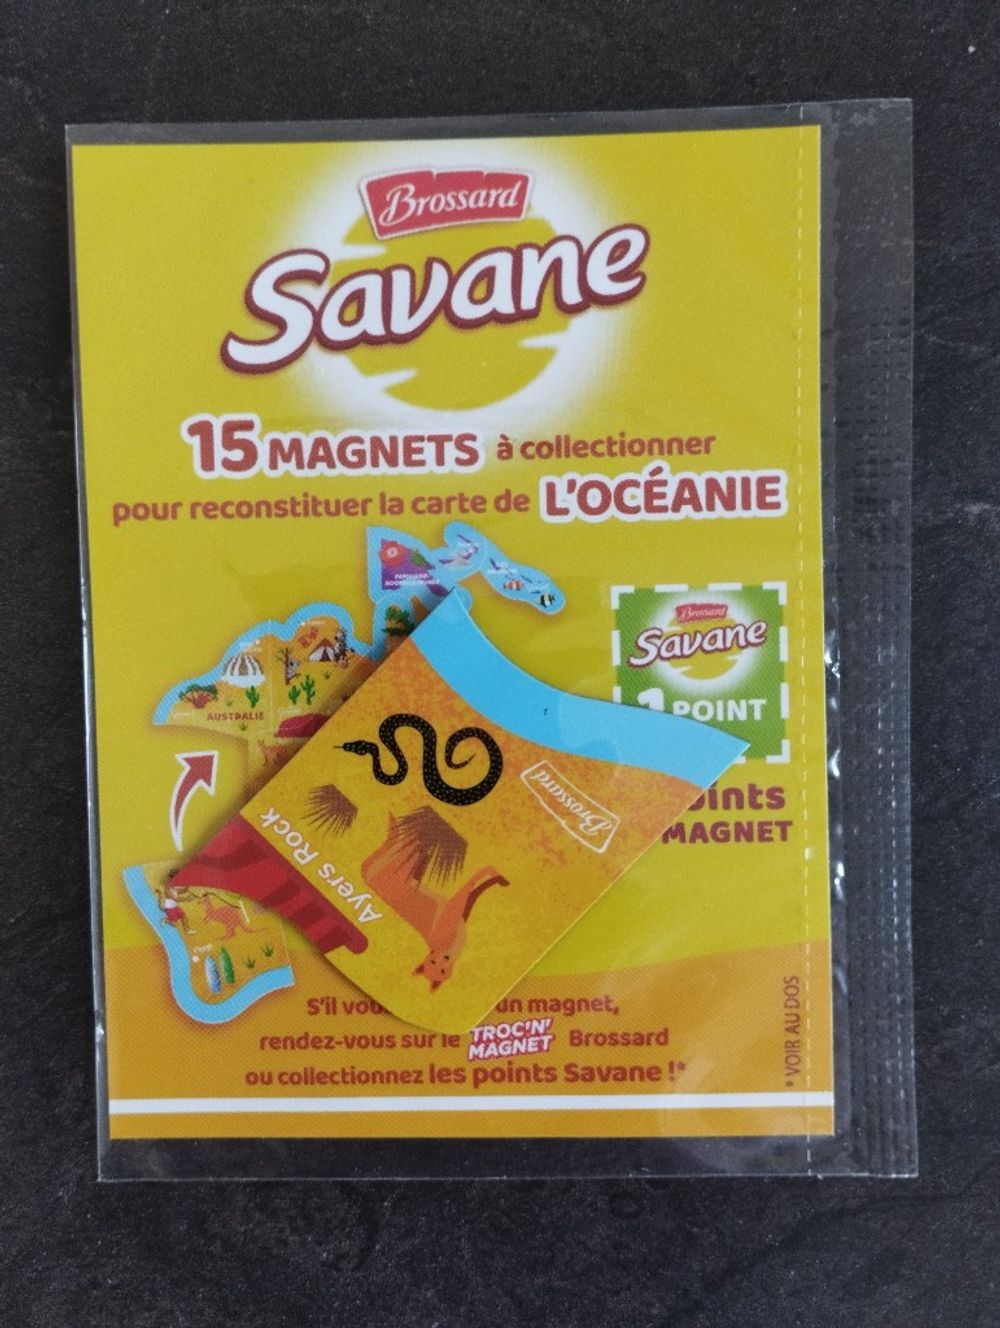 Brossard
Savane
15 MAGNETS à collectionner
pour reconstituer la carte de L'OCÉANIE
AUSTRALIE
Brossard
Savane
1 POINT
MAGNET
Brossard
Ayers Rock
Perth
S'il un magnet,
rendez-vous sur le TROC'N' MAGNET Brossard
ou collectionnez les points Savane !*
* VOIR AU DOS